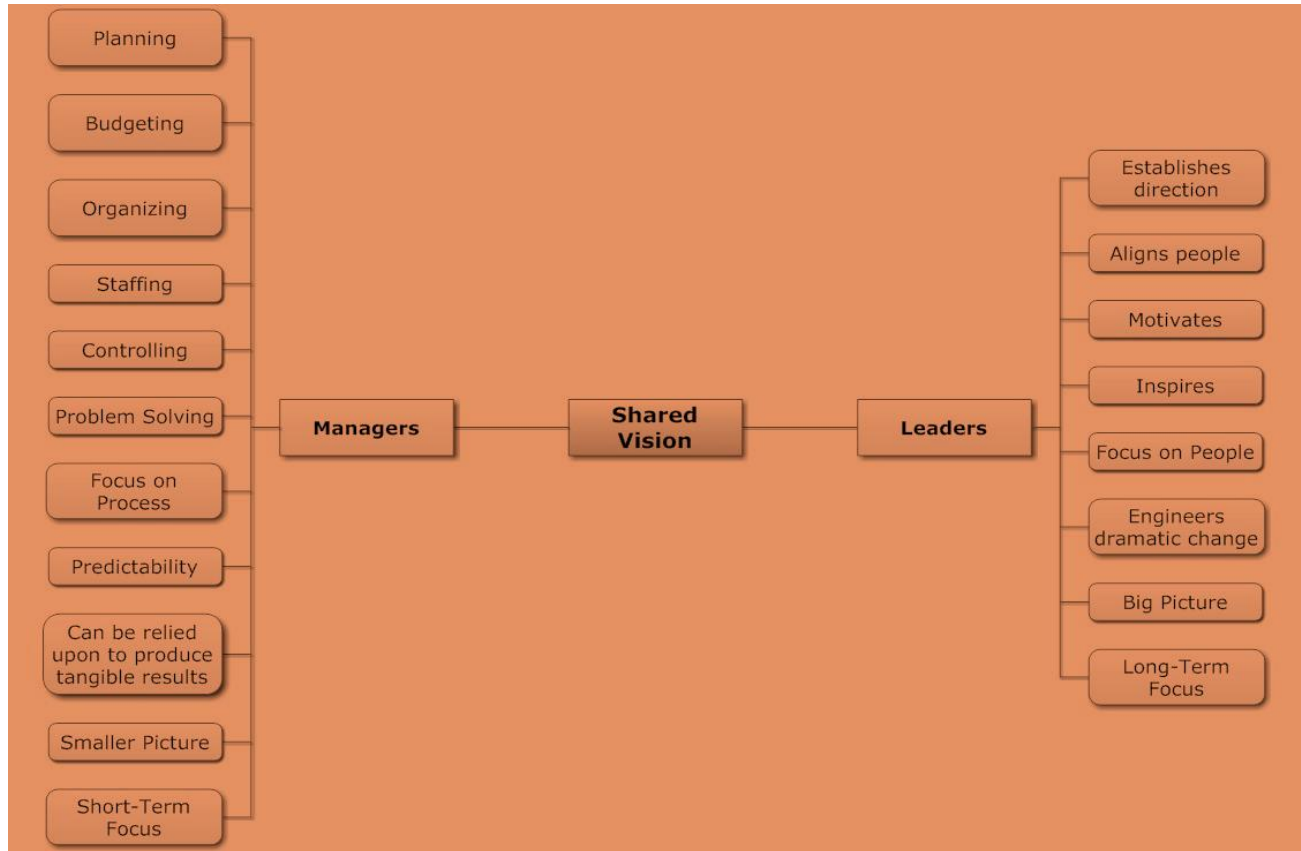 Planning
Budgeting
Organizing
Staffing
Controlling
Problem Solving
Focus on
Process
Predictability
Can be relied
upon to produce
tangible results
Smaller Picture
Short-Term
Focus
Managers
Shared
Vision
Leaders
Establishes
direction
Aligns people
Motivates
Inspires
Focus on People
Engineers
dramatic change
Big Picture
Long-Term
Focus